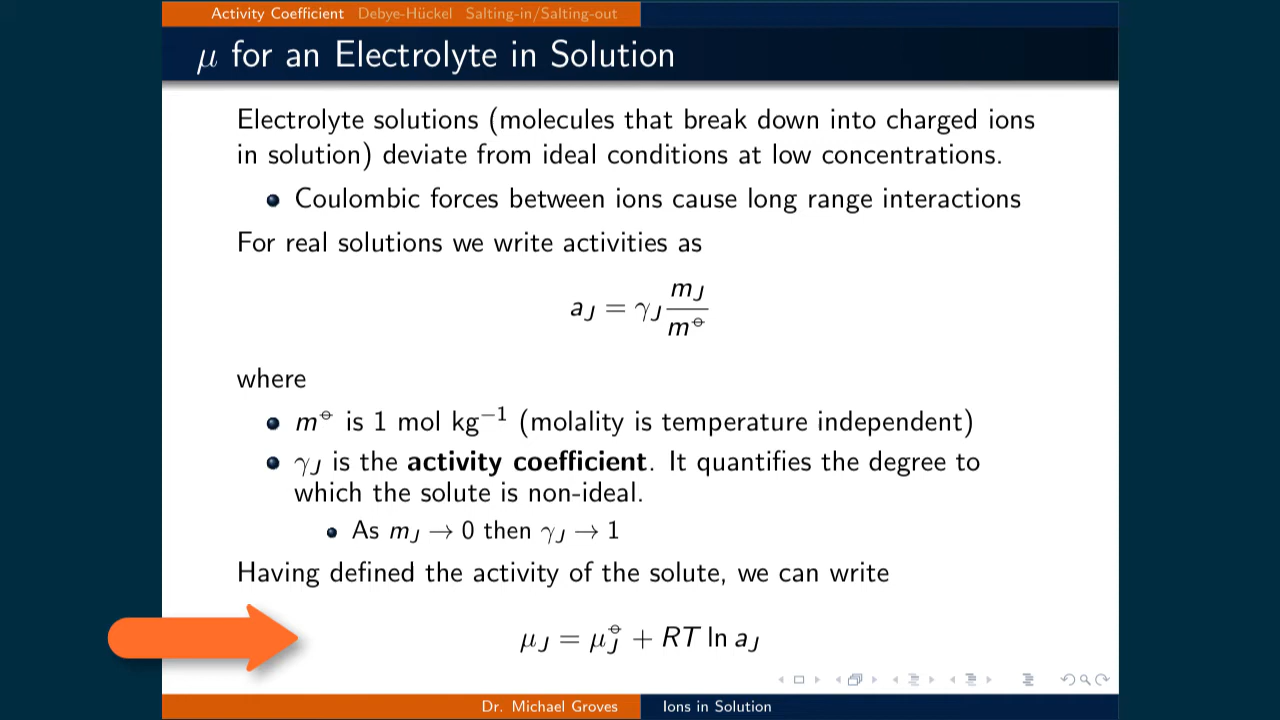 Activity Coefficient Debye-Hückel Salting-in/Salting-out
μ for an Electrolyte in Solution
Electrolyte solutions (molecules that break down into charged ions
in solution) deviate from ideal conditions at low concentrations.
Coulombic forces between ions cause long range interactions
For real solutions we write activities as
a_J = γ_J m_J / m^⦵
where
m^⦵ is 1 mol kg⁻¹ (molality is temperature independent)
γ_J is the activity coefficient. It quantifies the degree to
which the solute is non-ideal.
As m_J → 0 then γ_J → 1
Having defined the activity of the solute, we can write
μ_J = μ_J^⦵ + RT ln a_J
Dr. Michael Groves Ions in Solution